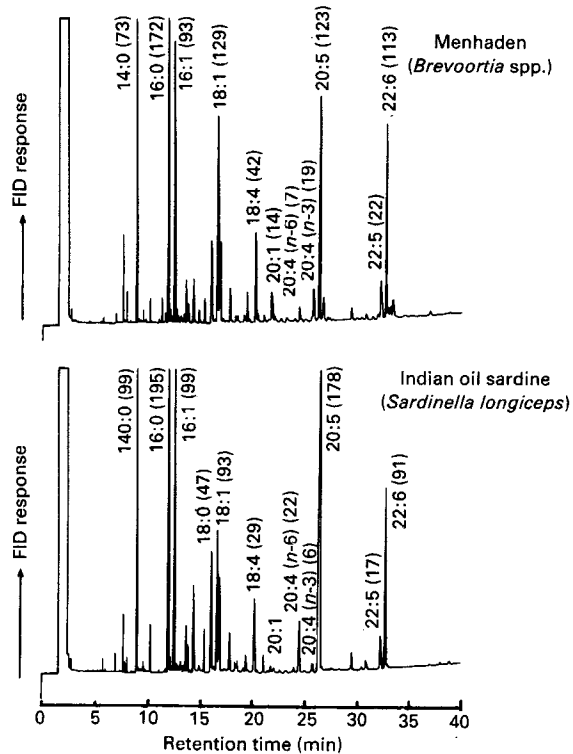 Menhaden
(Brevoortia spp.)
FID response
14:0 (73)
16:0 (172)
16:1 (93)
18:1 (129)
18:4 (42)
20:1 (14)
20:4 (n-6) (7)
20:4 (n-3) (19)
20:5 (123)
22:5 (22)
22:6 (113)
Indian oil sardine
(Sardinella longiceps)
FID response
140:0 (99)
16:0 (195)
16:1 (99)
18:0 (47)
18:1 (93)
18:4 (29)
20:1
20:4 (n-6) (22)
20:4 (n-3) (6)
20:5 (178)
22:5 (17)
22:6 (91)
0 5 10 15 20 25 30 35 40
Retention time (min)